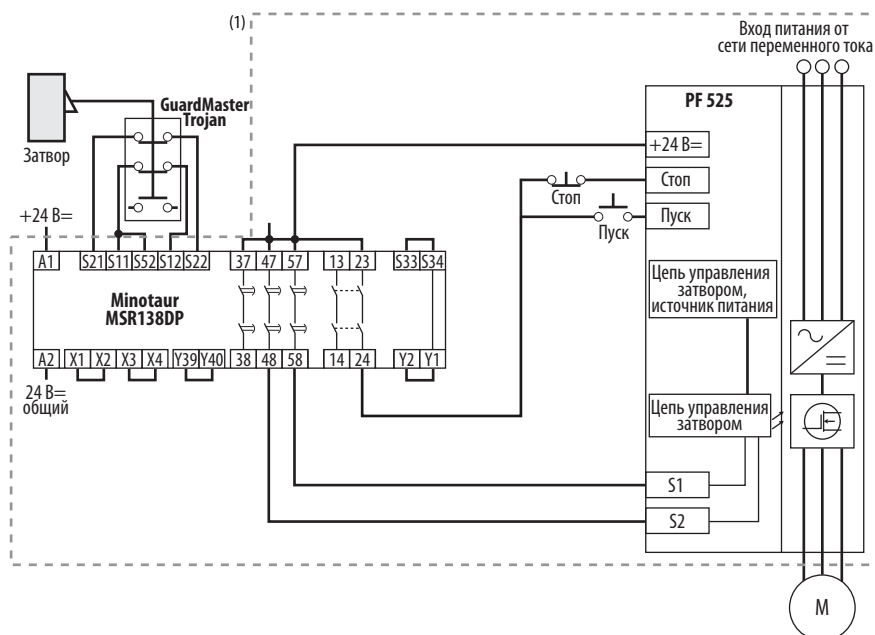 (1)
Вход питания от
сети переменного тока
GuardMaster
Trojan
PF 525
Затвор
+24 В=
Стоп
Стоп
Пуск
Пуск
+24 В=
A1 S21 S11 S52 S12 S22 37 47 57 13 23 S33 S34
Minotaur
MSR138DP
Цепь управления
затвором,
источник питания
A2 X1 X2 X3 X4 Y39 Y40 38 48 58 14 24 Y2 Y1
24 В=
общий
Цепь управления
затвором
S1
S2
M